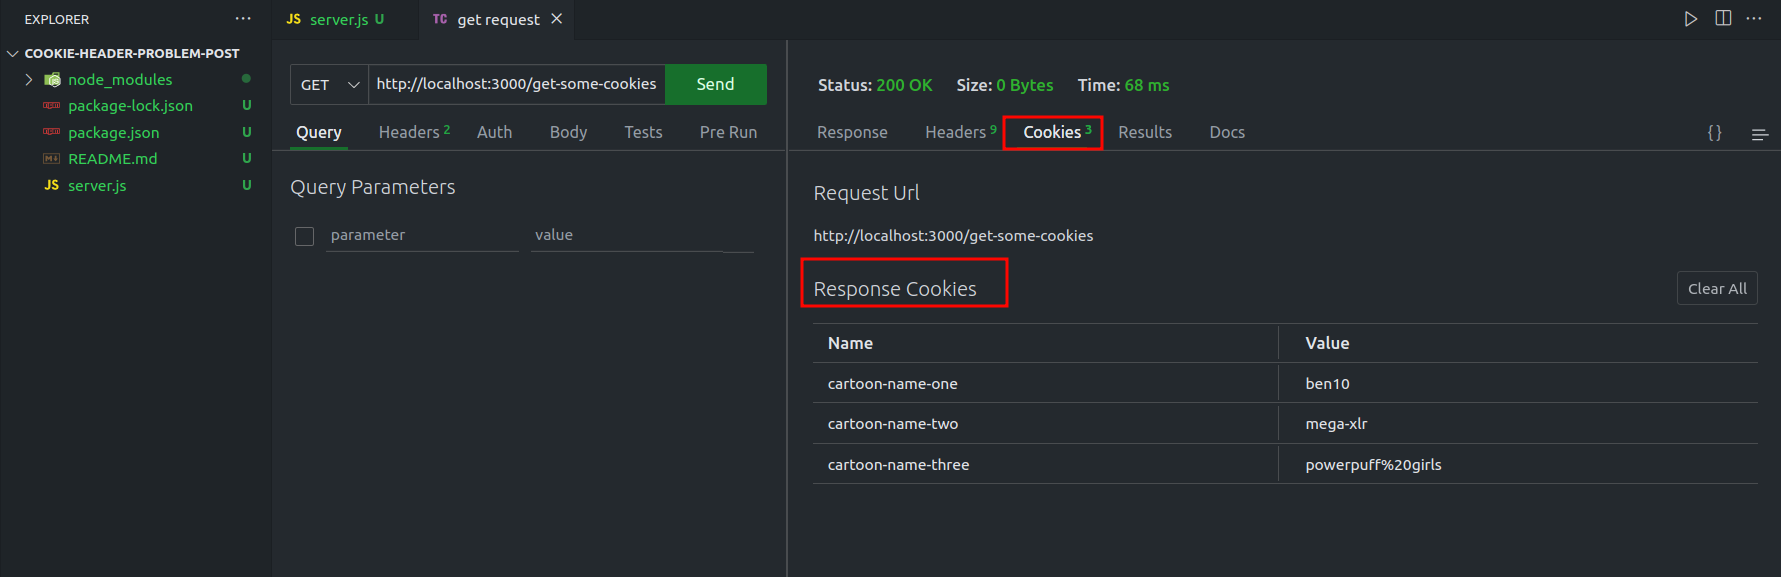 EXPLORER ...
COOKIE-HEADER-PROBLEM-POST
node_modules
package-lock.json U
package.json U
README.md U
JS server.js U
JS server.js U
TC get request
GET http://localhost:3000/get-some-cookies Send
Query Headers 2 Auth Body Tests Pre Run
Query Parameters
parameter value
Status: 200 OK Size: 0 Bytes Time: 68 ms
Response Headers 9 Cookies 3 Results Docs {}
Request Url
http://localhost:3000/get-some-cookies
Response Cookies Clear All
Name Value
cartoon-name-one ben10
cartoon-name-two mega-xlr
cartoon-name-three powerpuff%20girls